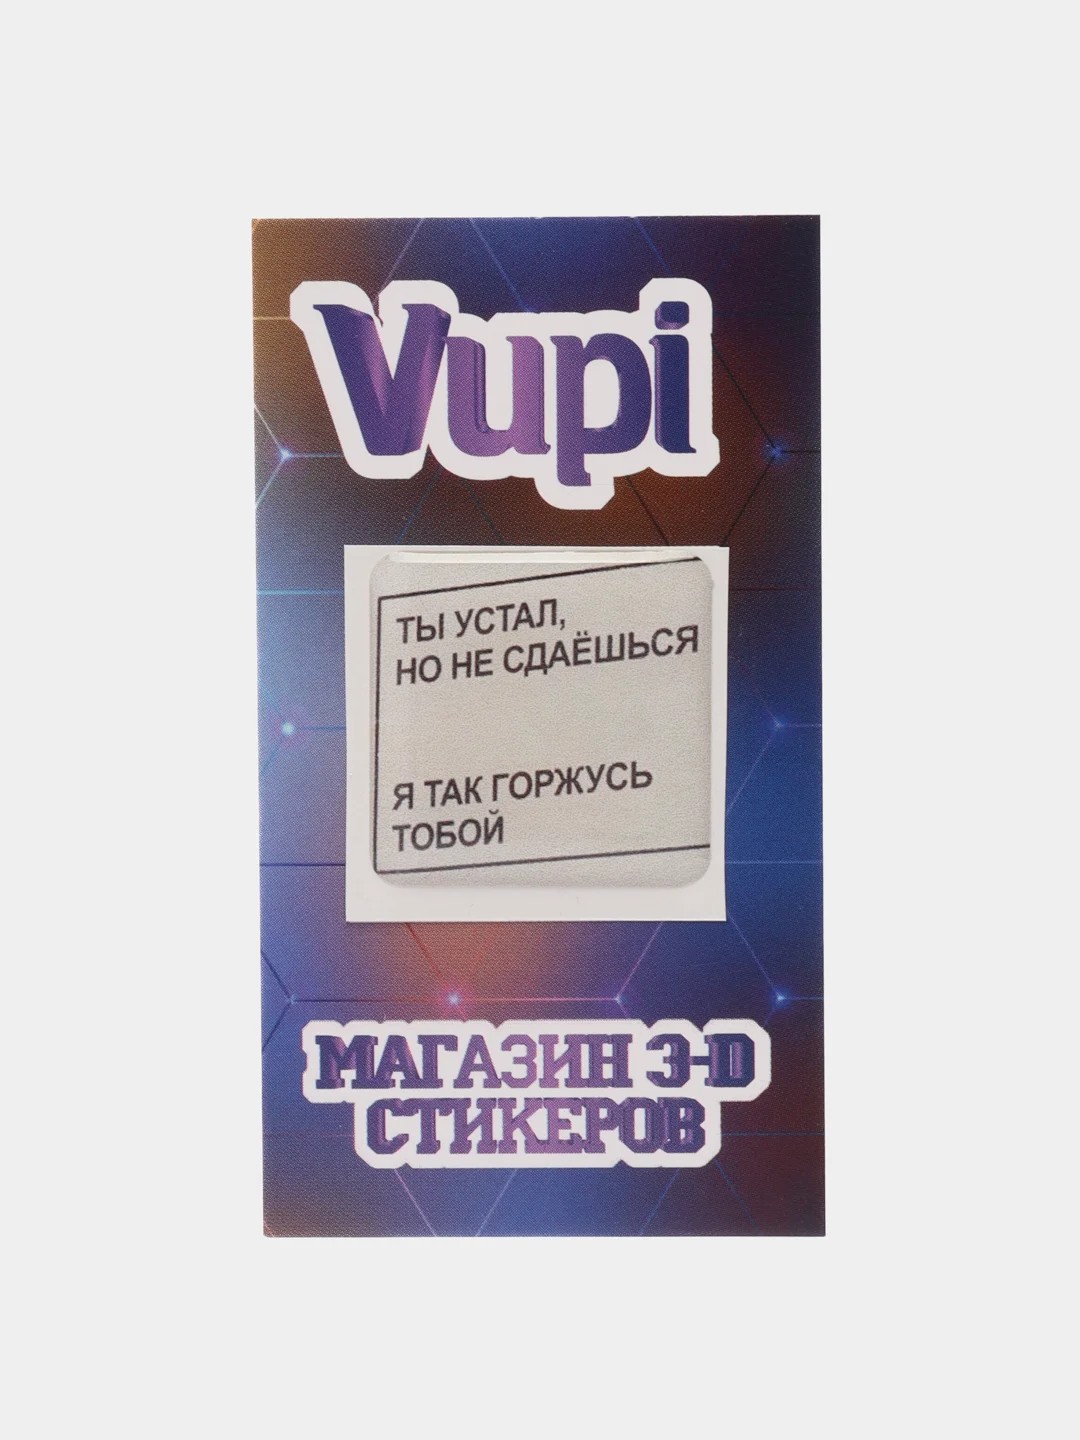 Vupi
ТЫ УСТАЛ,
НО НЕ СДАЁШЬСЯ
Я ТАК ГОРЖУСЬ
ТОБОЙ
МАГАЗИН 3-D
СТИКЕРОВ